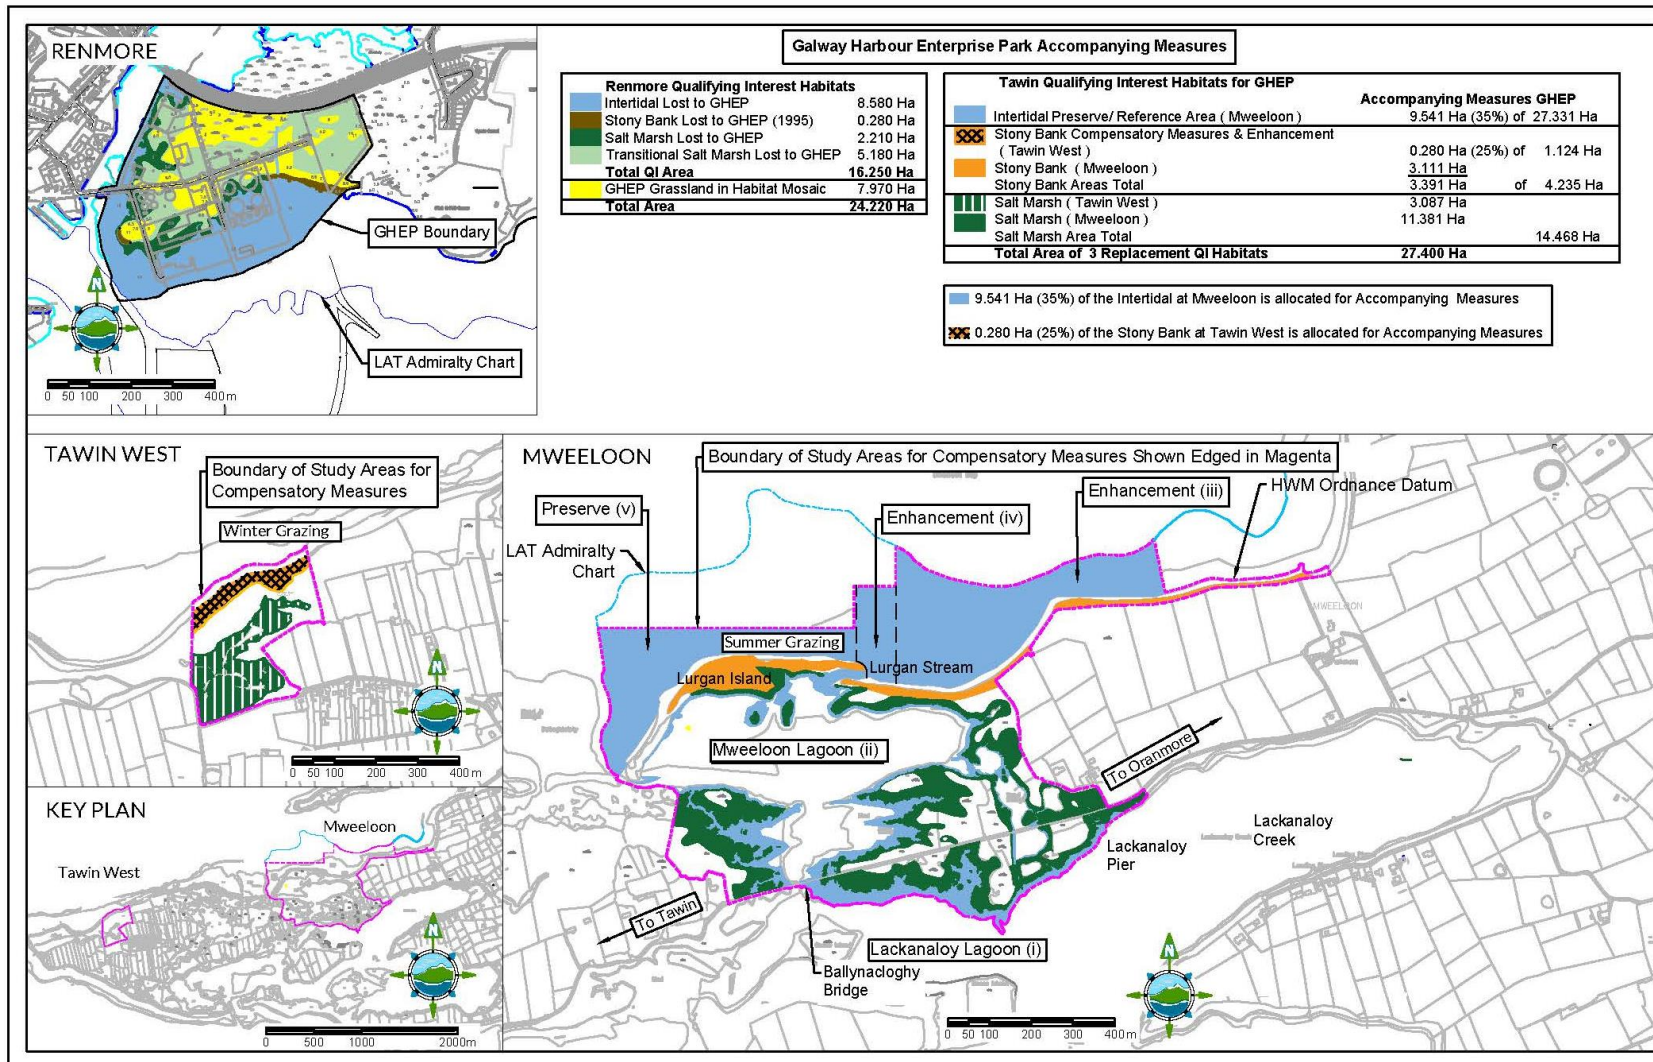 Galway Harbour Enterprise Park Accompanying Measures
RENMORE
GHEP Boundary
N
LAT Admiralty Chart
0 50 100 200 300 400m
Renmore Qualifying Interest Habitats
Intertidal Lost to GHEP 8.580 Ha
Stony Bank Lost to GHEP (1995) 0.280 Ha
Salt Marsh Lost to GHEP 2.210 Ha
Transitional Salt Marsh Lost to GHEP 5.180 Ha
Total QI Area 16.250 Ha
GHEP Grassland in Habitat Mosaic 7.970 Ha
Total Area 24.220 Ha
Tawin Qualifying Interest Habitats for GHEP
Accompanying Measures GHEP
Intertidal Preserve/ Reference Area ( Mweeloon ) 9.541 Ha (35%) of 27.331 Ha
Stony Bank Compensatory Measures & Enhancement
( Tawin West ) 0.280 Ha (25%) of 1.124 Ha
Stony Bank ( Mweeloon ) 3.111 Ha
Stony Bank Areas Total 3.391 Ha of 4.235 Ha
Salt Marsh ( Tawin West ) 3.087 Ha
Salt Marsh ( Mweeloon ) 11.381 Ha
Salt Marsh Area Total 14.468 Ha
Total Area of 3 Replacement QI Habitats 27.400 Ha
9.541 Ha (35%) of the Intertidal at Mweeloon is allocated for Accompanying Measures
0.280 Ha (25%) of the Stony Bank at Tawin West is allocated for Accompanying Measures
TAWIN WEST
Boundary of Study Areas for
Compensatory Measures
Winter Grazing
N
0 50 100 200 300 400m
KEY PLAN
Mweeloon
Tawin West
N
0 500 1000 2000m
MWEELOON
Boundary of Study Areas for Compensatory Measures Shown Edged in Magenta
Preserve (v)
Enhancement (iv)
Enhancement (iii)
HWM Ordnance Datum
LAT Admiralty
Chart
MWEELOON
Summer Grazing
Lurgan Stream
Lurgan Island
Mweeloon Lagoon (ii)
To Oranmore
Lackanaloy
Creek
Lackanaloy
Pier
To Tawin
Lackanaloy Lagoon (i)
Ballynacloghy
Bridge
N
0 50 100 200 300 400m